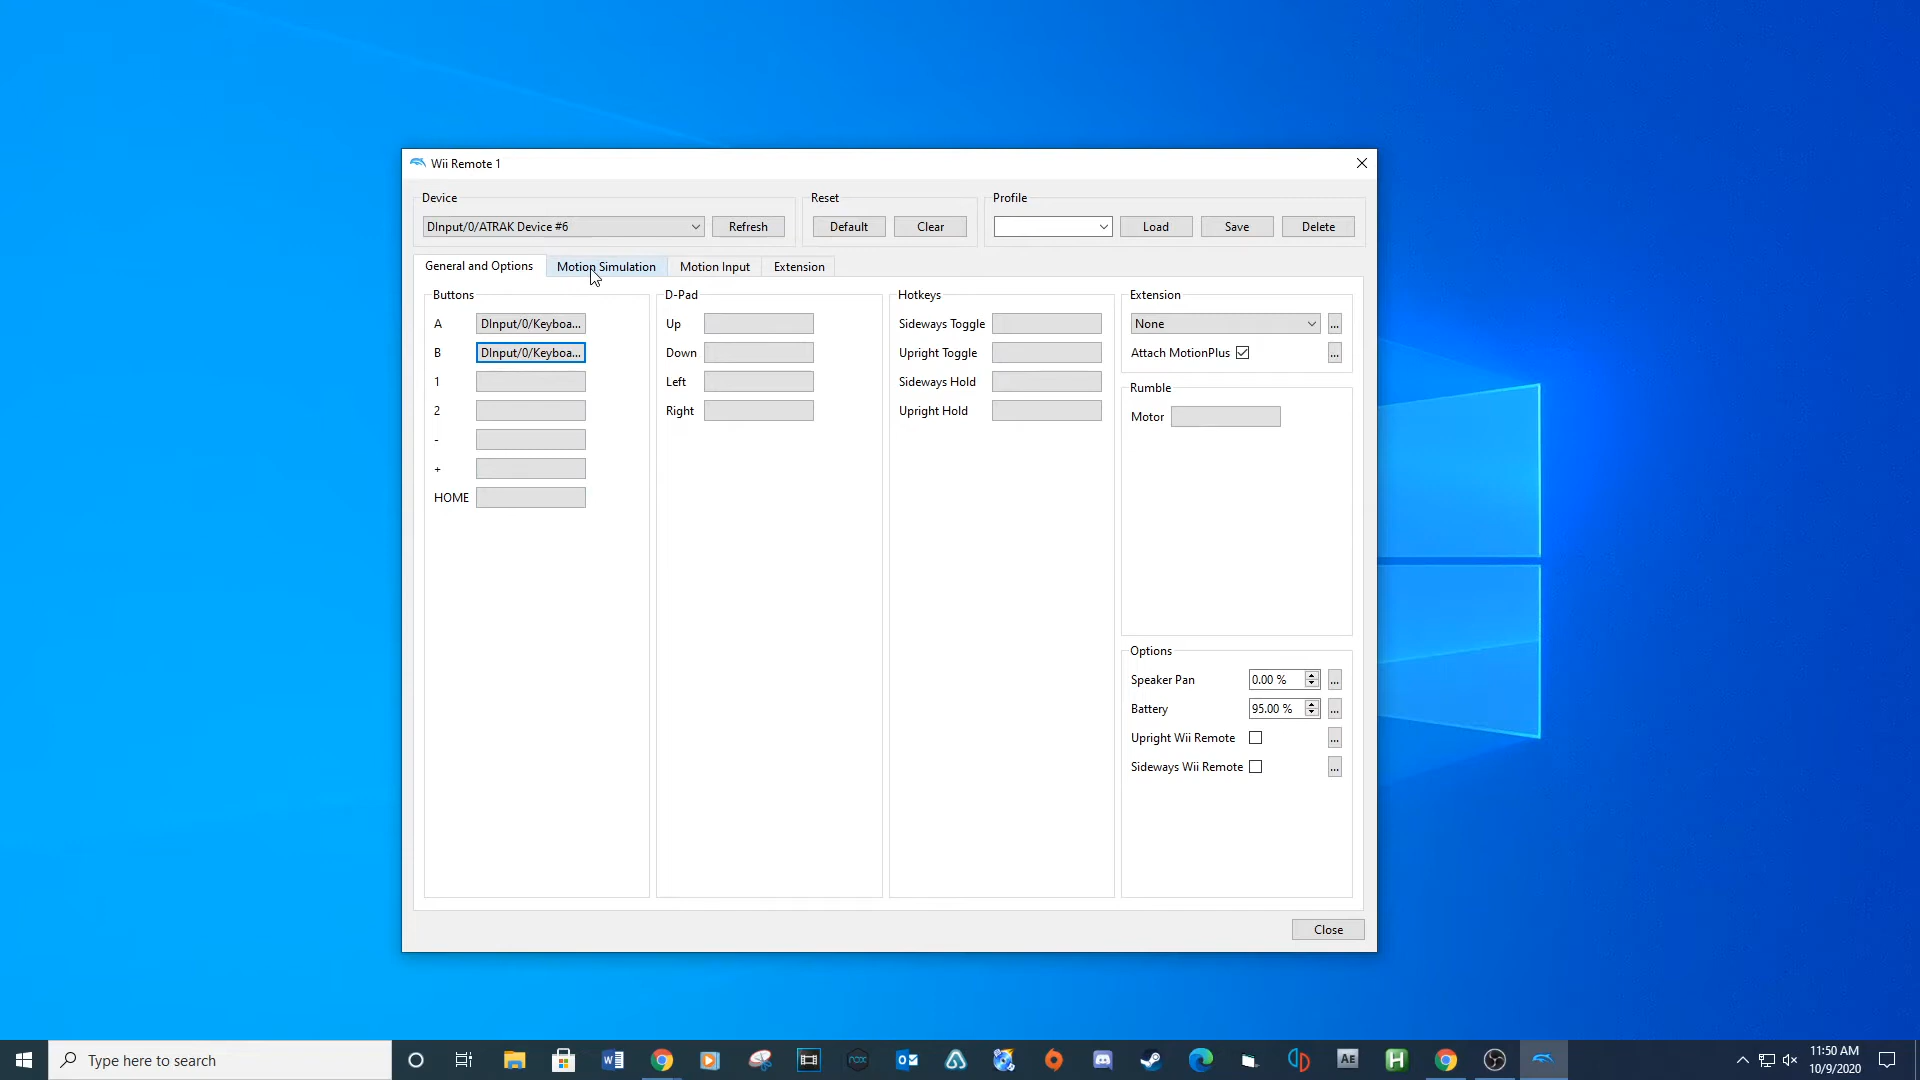 Wii Remote 1
Device
Reset
Profile
DInput/0/ATRAK Device #6
Refresh
Default
Clear
Load
Save
Delete
General and Options
Motion Simulation
Motion Input
Extension
Buttons
A DInput/0/Keyboa...
B DInput/0/Keyboa...
1
2
-
+
HOME
D-Pad
Up
Down
Left
Right
Hotkeys
Sideways Toggle
Upright Toggle
Sideways Hold
Upright Hold
Extension
None ...
Attach MotionPlus ...
Rumble
Motor
Options
Speaker Pan 0.00 % ...
Battery 95.00 % ...
Upright Wii Remote ...
Sideways Wii Remote ...
Close
Type here to search
W
nox
AE
H
11:50 AM
10/9/2020